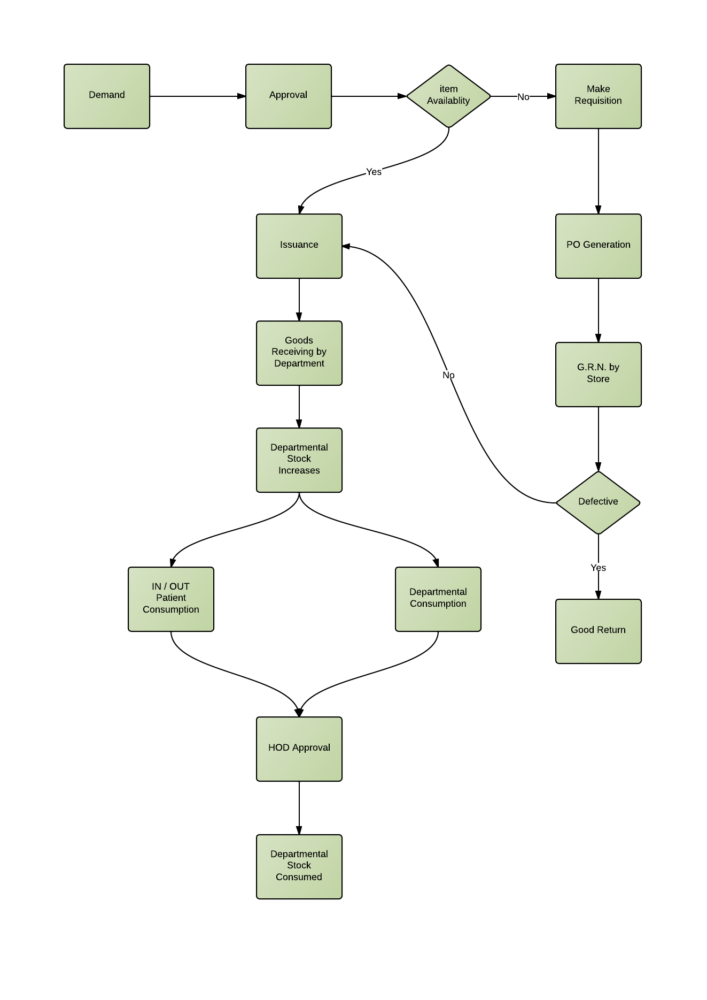 Demand
Approval
item
Availablity
No
Make
Requisition
Yes
Issuance
PO Generation
Goods
Receiving by
Department
No
G.R.N. by
Store
Departmental
Stock
Increases
Defective
Yes
IN / OUT
Patient
Consumption
Departmental
Consumption
Good Return
HOD Approval
Departmental
Stock
Consumed